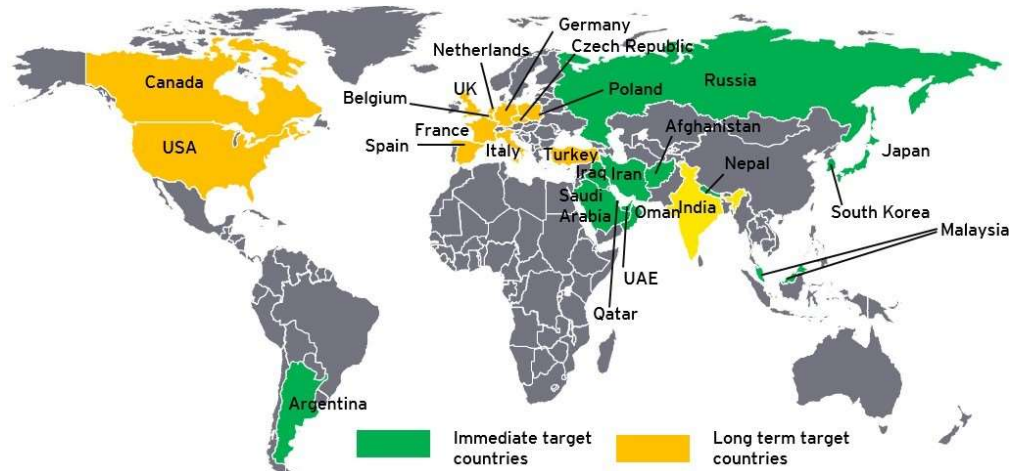 Germany
Netherlands
Czech Republic
Canada
UK
Russia
Belgium
Poland
France
Afghanistan
USA
Spain
Italy
Turkey
Japan
Iraq
Iran
Nepal
Saudi
Arabia
Oman
India
South Korea
Malaysia
UAE
Qatar
Argentina
Immediate target
countries
Long term target
countries